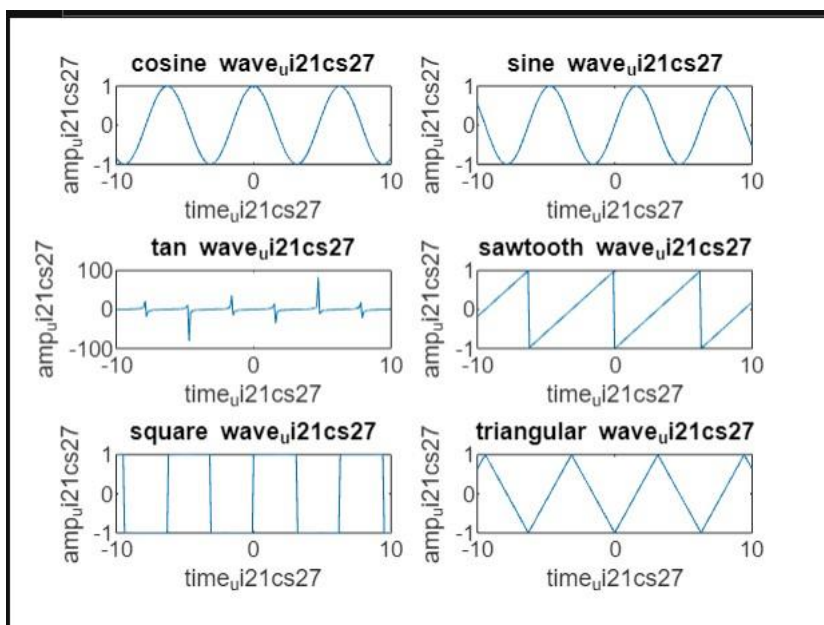 cosine wave_ui21cs27
amp_ui21cs27
1
0
-1
-10
0
10
time_ui21cs27
sine wave_ui21cs27
amp_ui21cs27
1
0
-1
-10
0
10
time_ui21cs27
tan wave_ui21cs27
amp_ui21cs27
100
0
-100
-10
0
10
time_ui21cs27
sawtooth wave_ui21cs27
amp_ui21cs27
1
0
-1
-10
0
10
time_ui21cs27
square wave_ui21cs27
amp_ui21cs27
1
0
-1
-10
0
10
time_ui21cs27
triangular wave_ui21cs27
amp_ui21cs27
1
0
-1
-10
0
10
time_ui21cs27